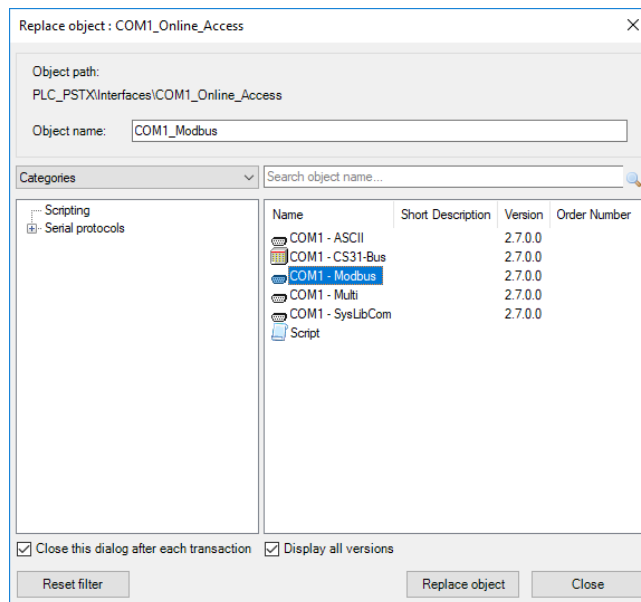 Replace object : COM1_Online_Access
Object path:
PLC_PSTX\Interfaces\COM1_Online_Access
Object name: COM1_Modbus
Categories
Search object name...
Scripting
Serial protocols
Name Short Description Version Order Number
COM1 - ASCII 2.7.0.0
COM1 - CS31-Bus 2.7.0.0
COM1 - Modbus 2.7.0.0
COM1 - Multi 2.7.0.0
COM1 - SysLibCom 2.7.0.0
Script
Close this dialog after each transaction Display all versions
Reset filter Replace object Close